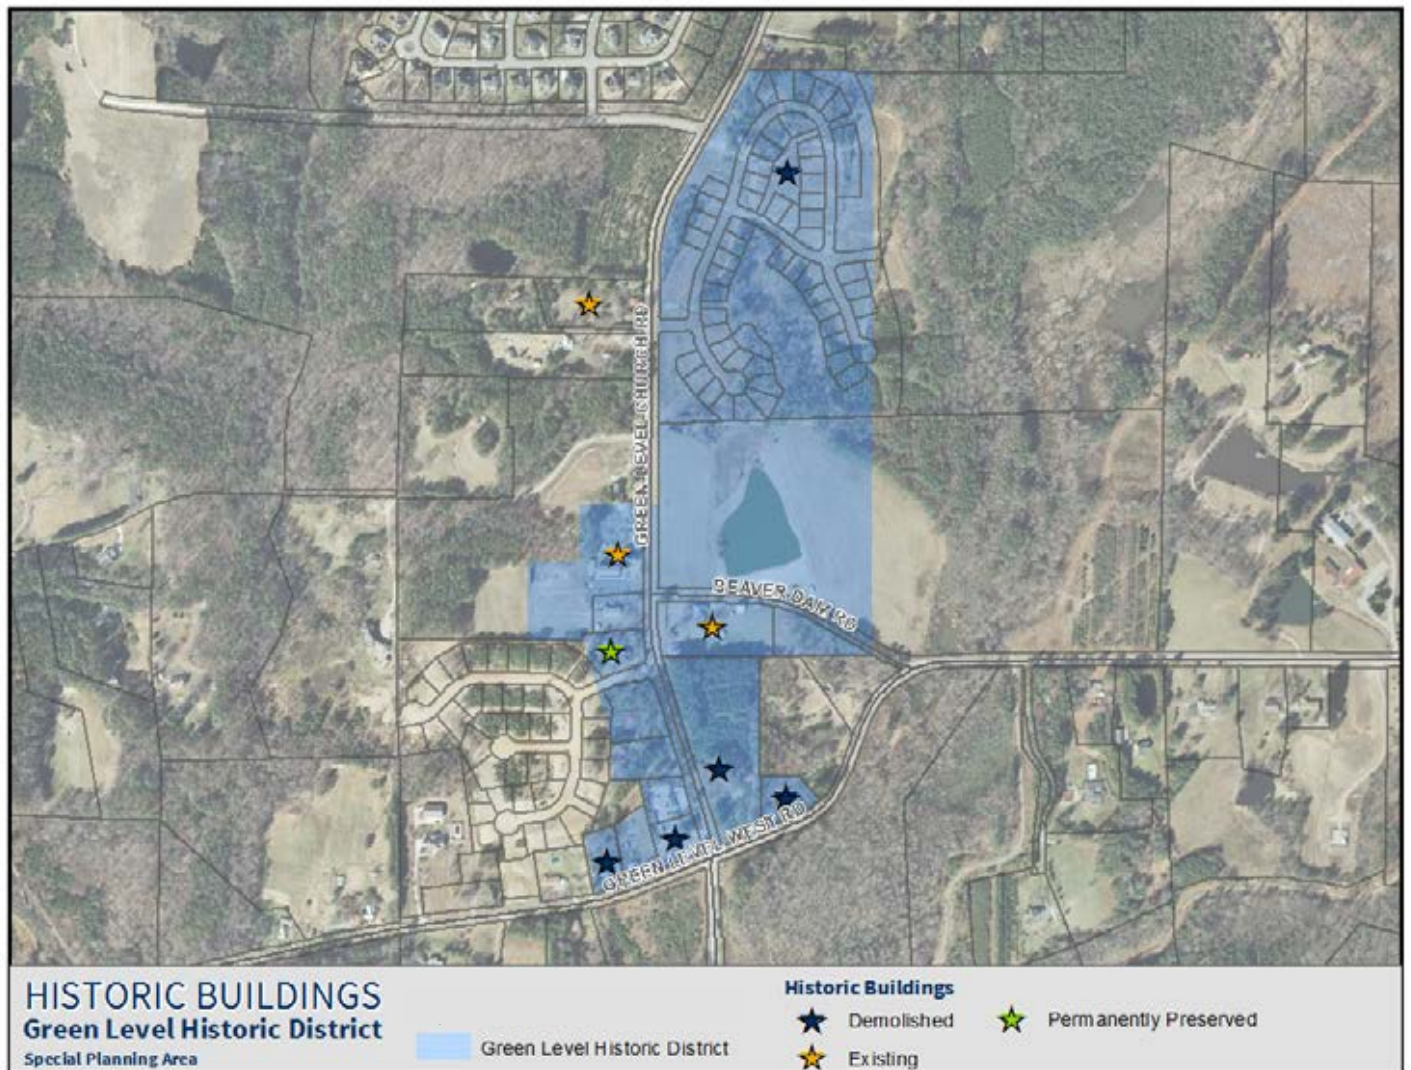 GREEN LEVEL CHURCH RD
BEAVER DAM RD
GREEN LEVEL WEST RD
HISTORIC BUILDINGS
Green Level Historic District
Special Planning Area
Green Level Historic District
Historic Buildings
Demolished
Permanently Preserved
Existing